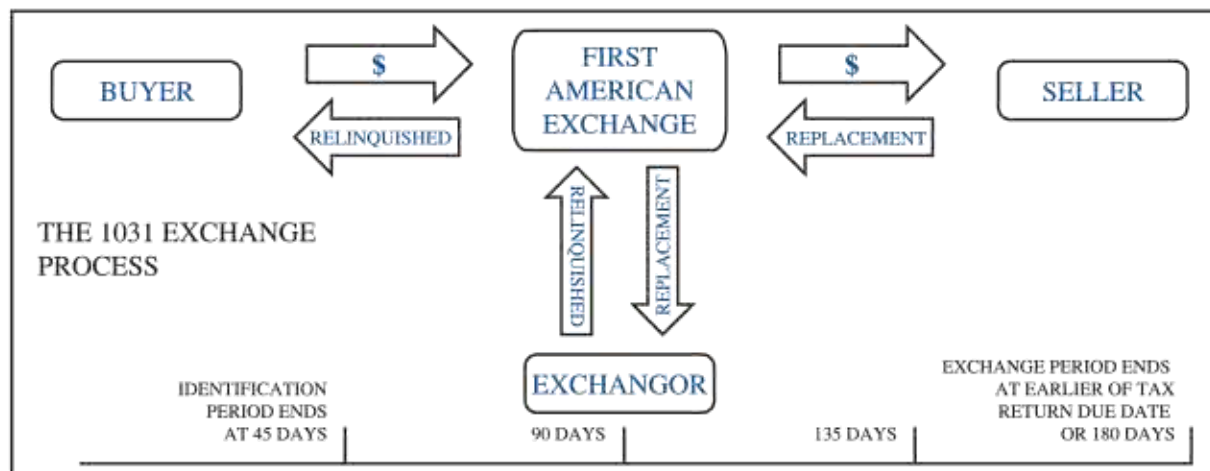 BUYER
$
RELINQUISHED
FIRST
AMERICAN
EXCHANGE
$
REPLACEMENT
SELLER
THE 1031 EXCHANGE
PROCESS
RELINQUISHED
REPLACEMENT
EXCHANGOR
IDENTIFICATION
PERIOD ENDS
AT 45 DAYS
90 DAYS
135 DAYS
EXCHANGE PERIOD ENDS
AT EARLIER OF TAX
RETURN DUE DATE
OR 180 DAYS